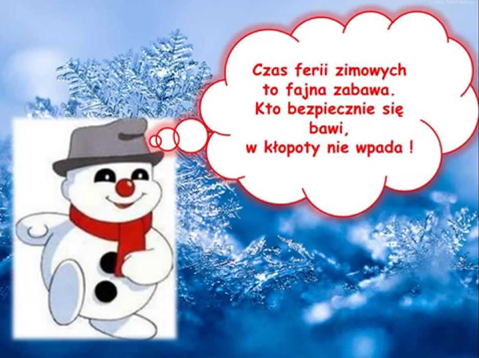 Czas ferii zimowych
to fajna zabawa.
Kto bezpiecznie się
bawi,
w kłopoty nie wpada !